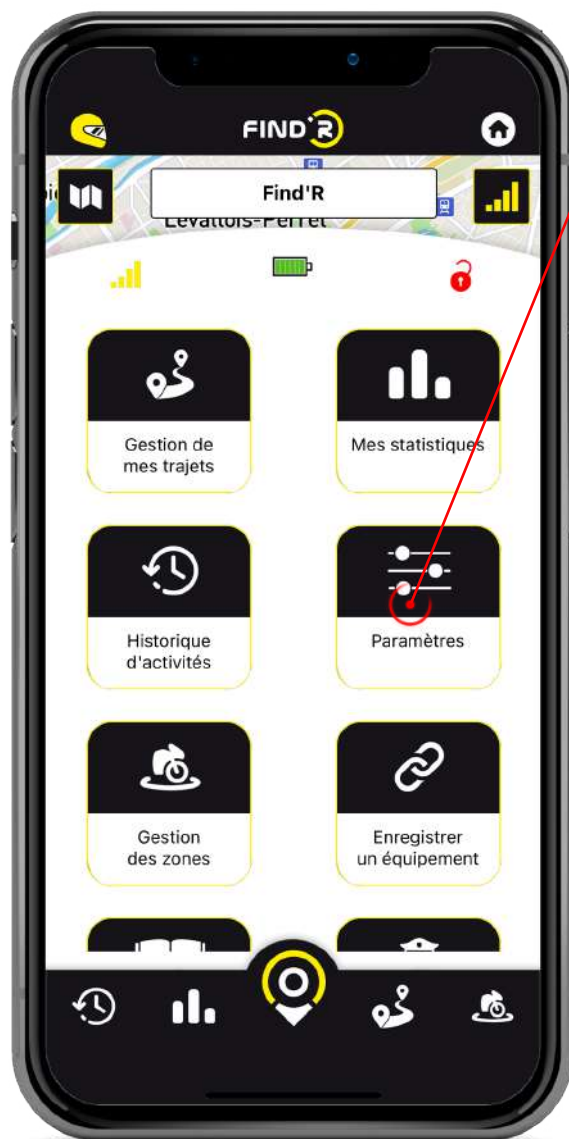 FIND'R
Find'R
Levallois-Perret
Gestion de
mes trajets
Mes statistiques
Historique
d'activités
Paramètres
Gestion
des zones
Enregistrer
un équipement